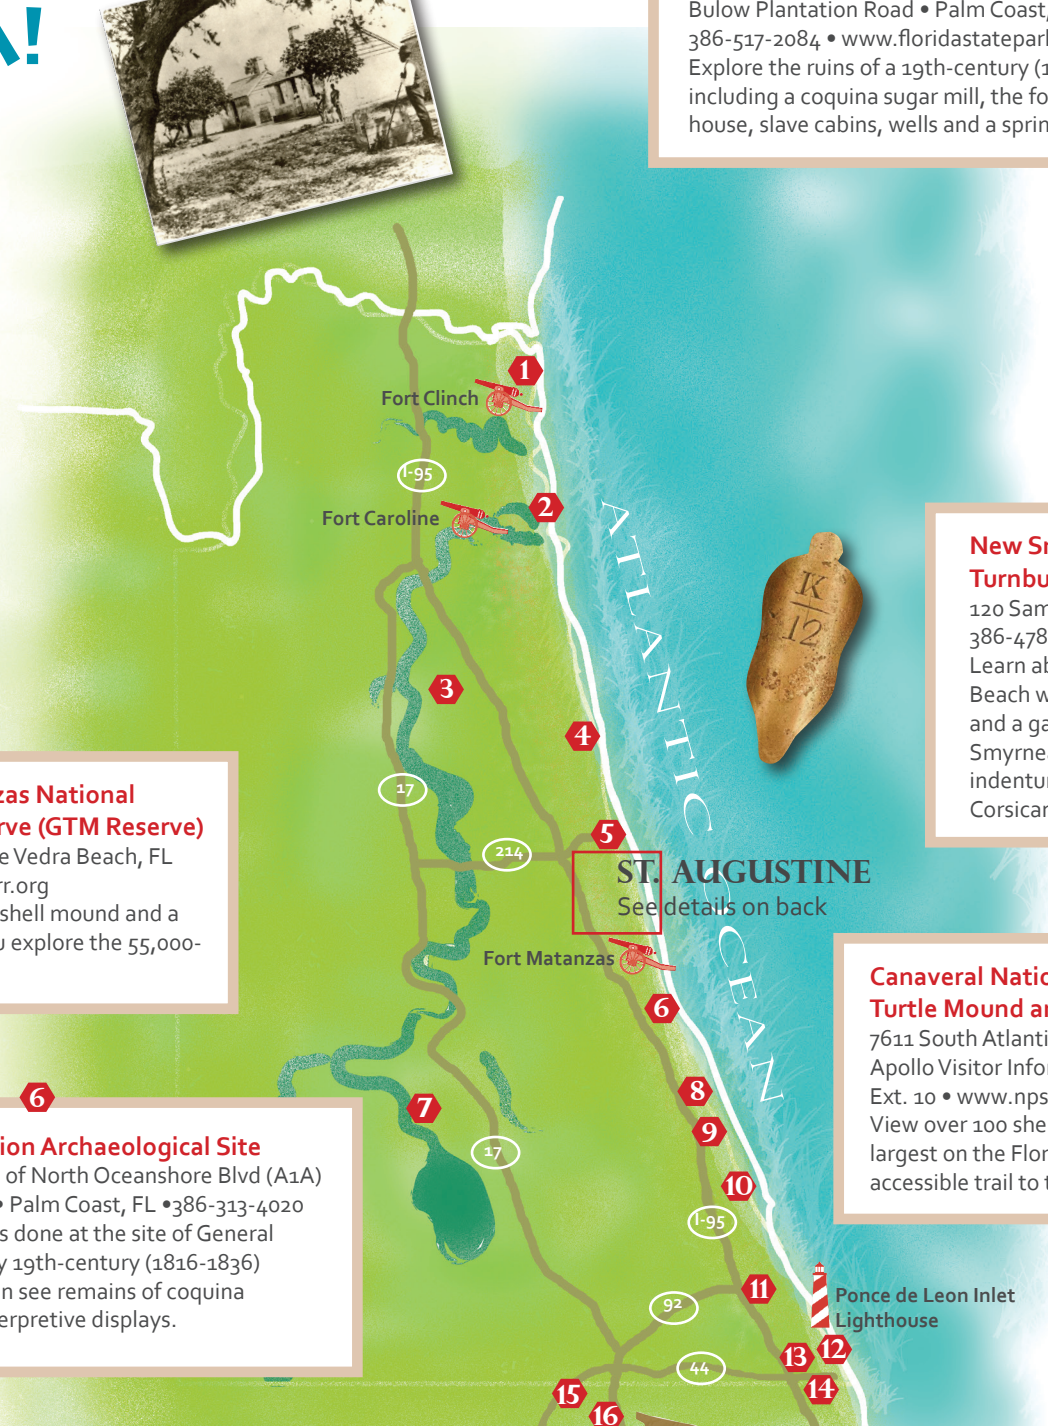 A!
Bulow Plantation Road • Palm Coast,
386-517-2084 • www.floridastatepark
Explore the ruins of a 19th-century (1
including a coquina sugar mill, the fo
house, slave cabins, wells and a sprin
1
Fort Clinch
I-95
2
Fort Caroline
ATLANTIC OCEAN
K
12
New Sm
Turnbu
120 Sam
386-478
Learn ab
Beach w
and a ga
Smyrnea
indentur
Corsican
3
4
17
zas National
rve (GTM Reserve)
e Vedra Beach, FL
rr.org
shell mound and a
u explore the 55,000-
5
214
ST. AUGUSTINE
See details on back
Fort Matanzas
6
Canaveral Natio
Turtle Mound an
7611 South Atlanti
Apollo Visitor Infor
Ext. 10 • www.nps
View over 100 she
largest on the Flor
accessible trail to t
6
ion Archaeological Site
of North Oceanshore Blvd (A1A)
• Palm Coast, FL •386-313-4020
s done at the site of General
y 19th-century (1816-1836)
n see remains of coquina
erpretive displays.
7
8
9
17
10
I-95
11
Ponce de Leon Inlet
Lighthouse
92
12
13
44
14
15
16